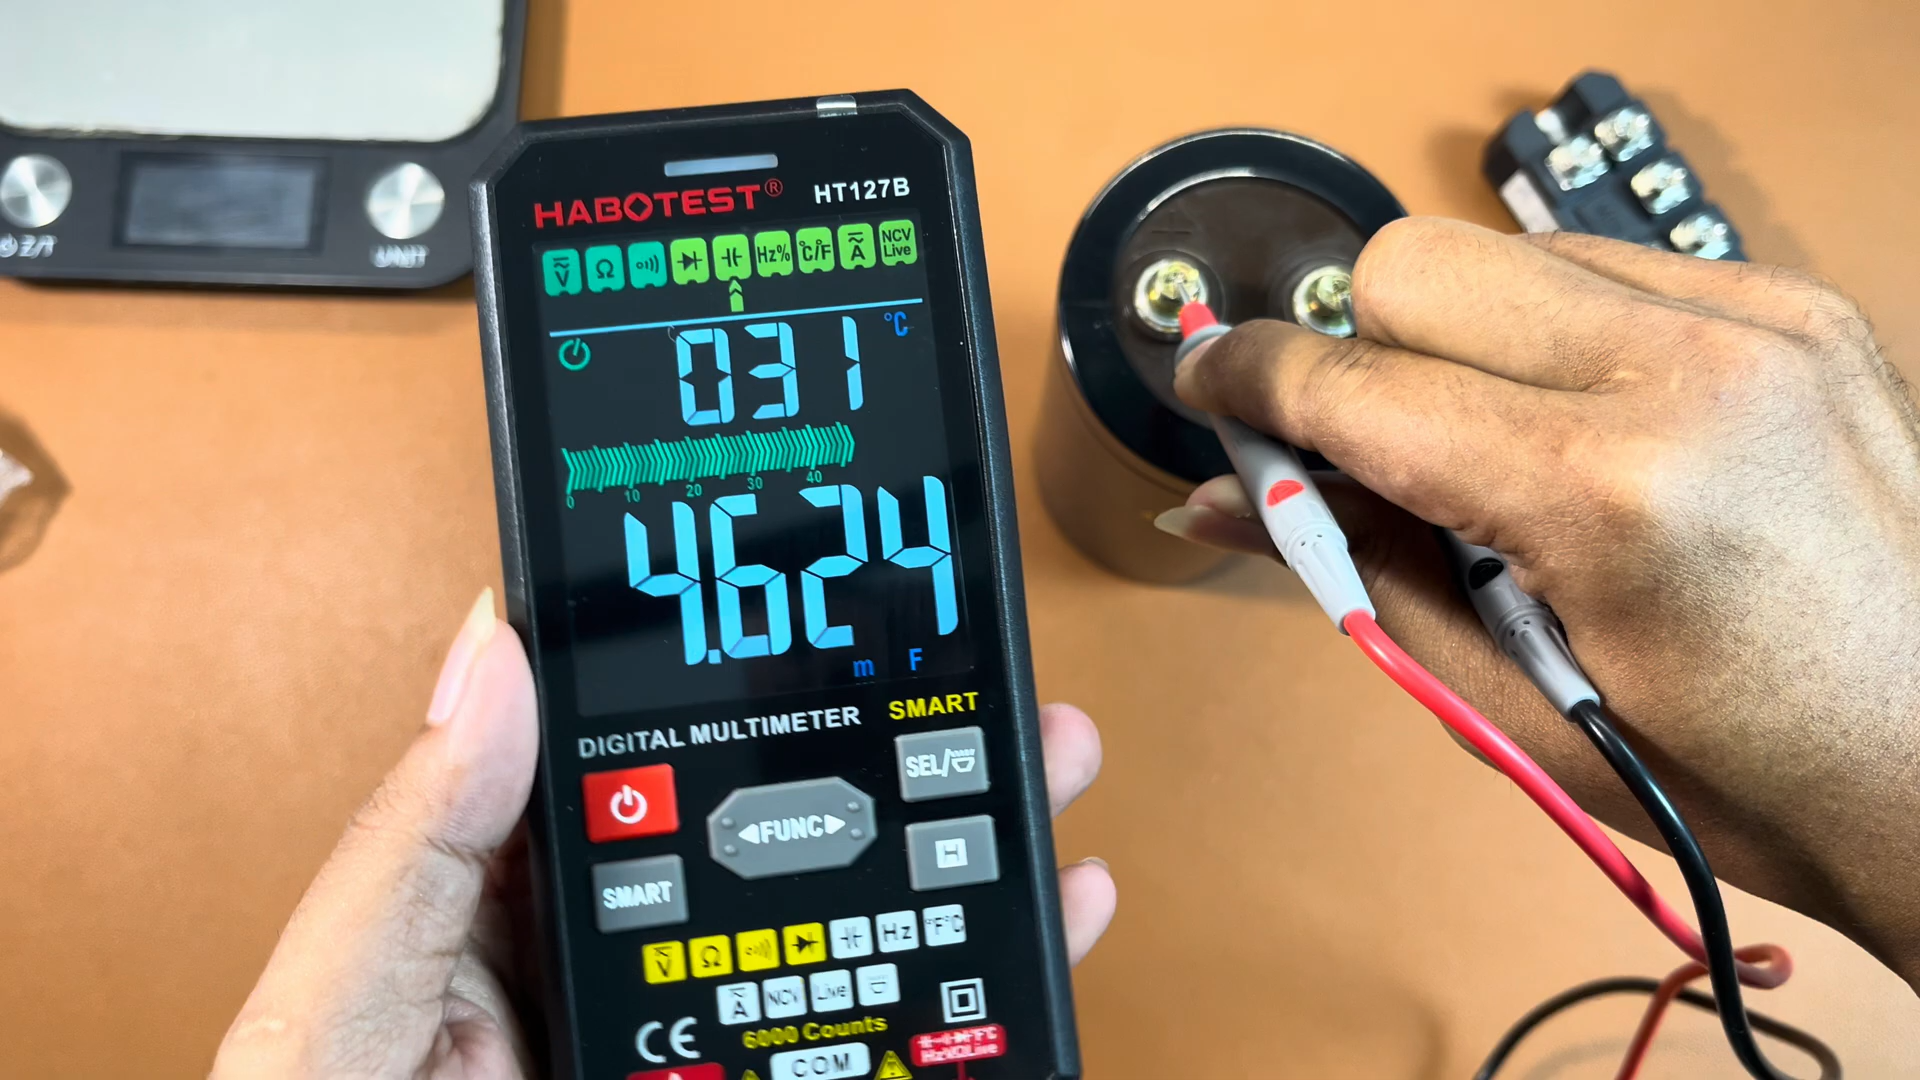 HABOTEST® HT127B
V Ω •))) Hz% °C/°F A NCV Live
031 °C
0 10 20 30 40
4.624
m F
DIGITAL MULTIMETER SMART
SEL/
◀FUNC▶
H
SMART
V Ω •))) Hz °F°C
A NCV Live
CE 6000 Counts
COM
Z/T UNIT